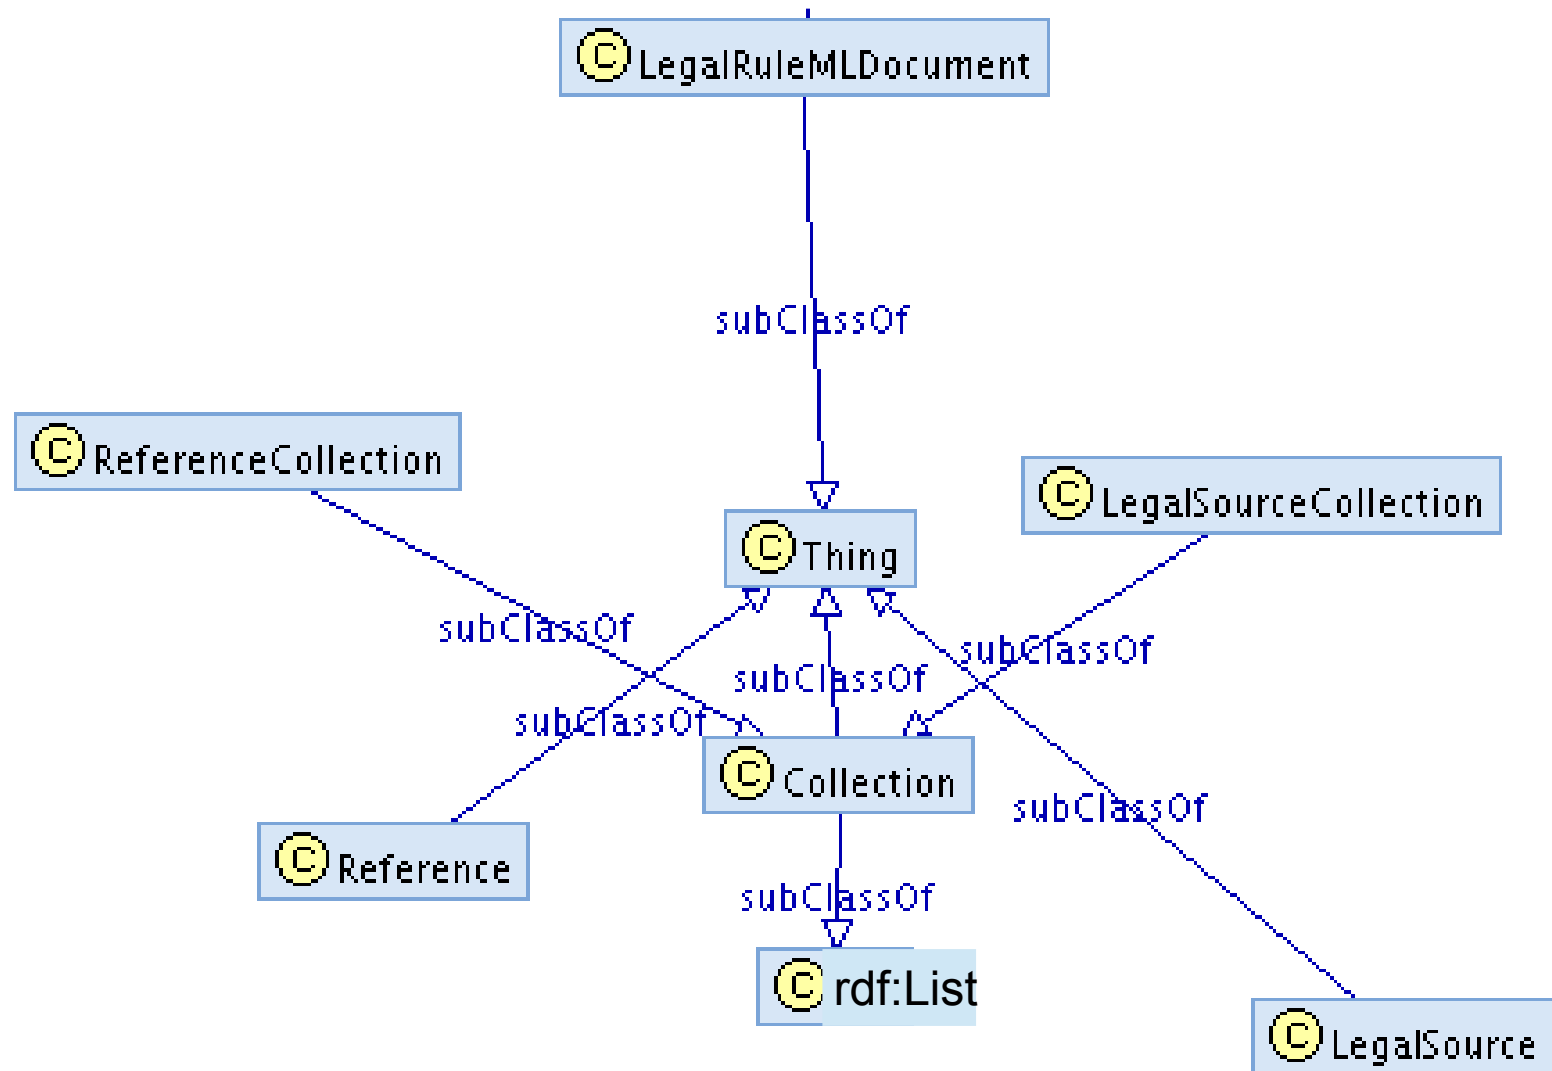 C LegalRuleMLDocument
subClassOf
C ReferenceCollection
C LegalSourceCollection
C Thing
subClassOf
subClassOf
subClassOf
subClassOf
C Collection
subClassOf
C Reference
subClassOf
C rdf:List
C LegalSource